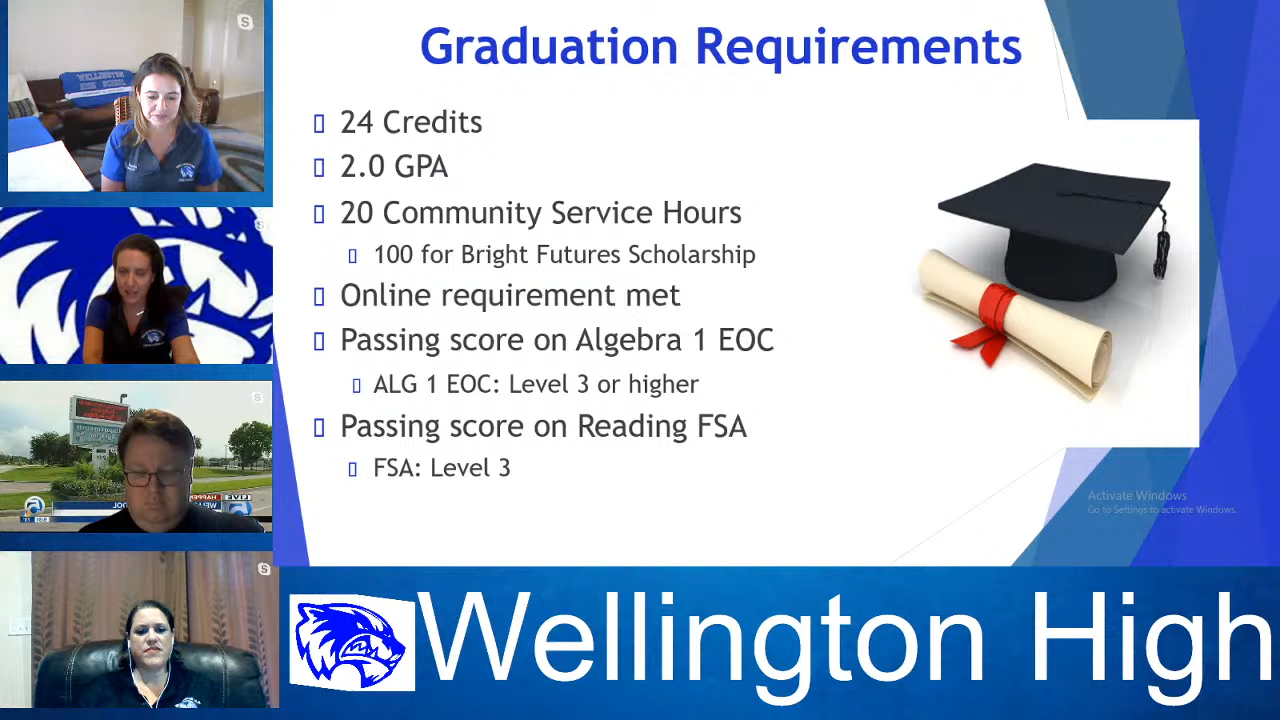 Graduation Requirements
24 Credits
2.0 GPA
20 Community Service Hours
100 for Bright Futures Scholarship
Online requirement met
Passing score on Algebra 1 EOC
ALG 1 EOC: Level 3 or higher
Passing score on Reading FSA
FSA: Level 3
Activate Windows
Go to Settings to activate Windows.
WELLINGTON
HIGH SCHOOL
LIVE
Wellington High